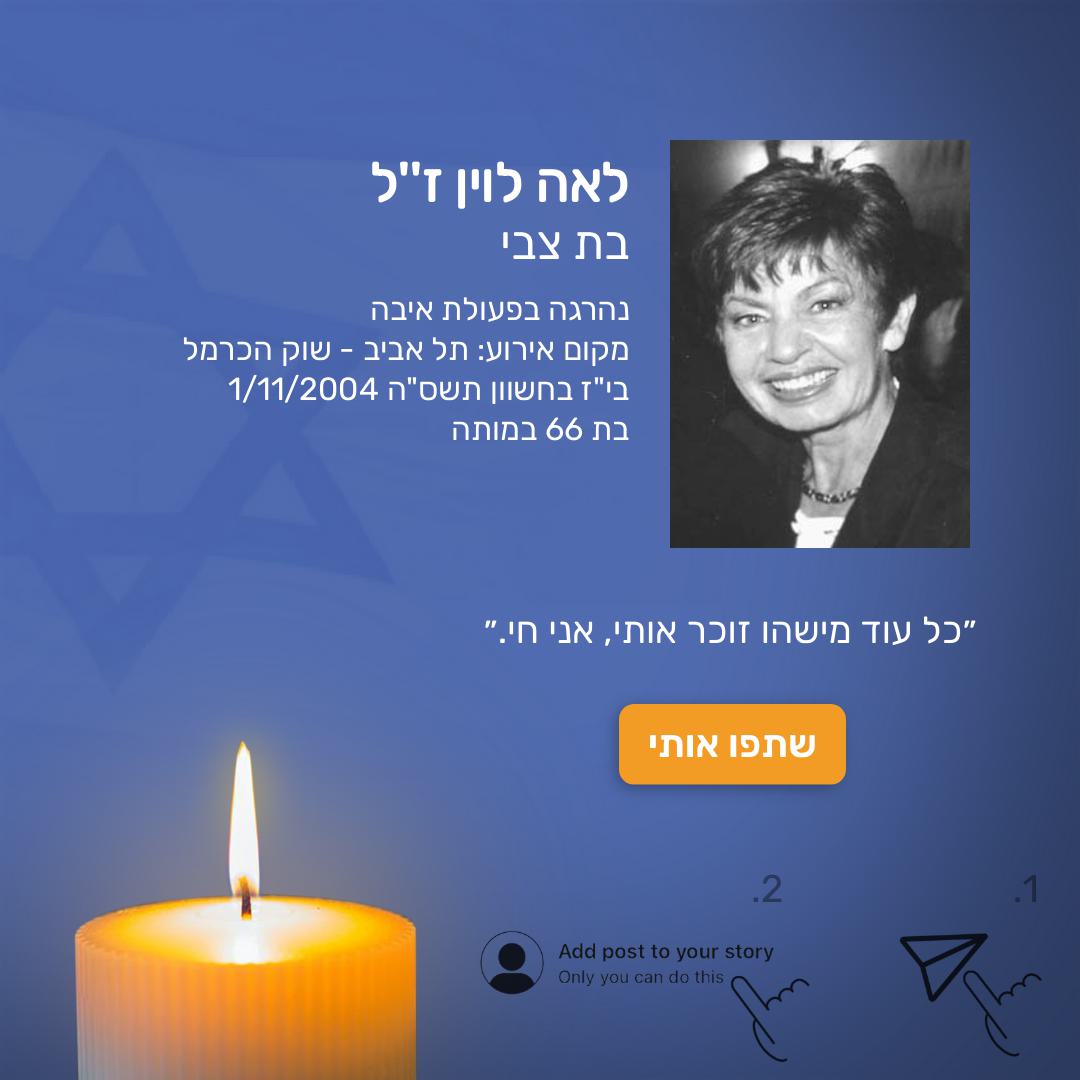 לאה לוין ז"ל
בת צבי
נהרגה בפעולת איבה
מקום אירוע: תל אביב - שוק הכרמל
בי"ז בחשוון תשס"ה 1/11/2004
בת 66 במותה
״כל עוד מישהו זוכר אותי, אני חי.״
שתפו אותי
1.
2.
Add post to your story
Only you can do this